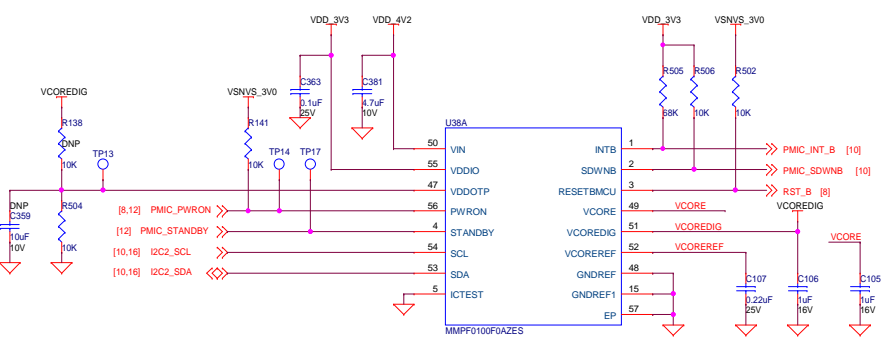 VDD_3V3
VDD_4V2
VDD_3V3
VSNVS_3V0
VCOREDIG
VSNVS_3V0
C363
0.1uF
25V
C381
4.7uF
10V
R505
68K
R506
10K
R502
10K
R138
DNP
10K
R141
10K
TP13
TP14
TP17
U38A
50
VIN
INTB
1
PMIC_INT_B [10]
55
VDDIO
SDWNB
2
PMIC_SDWNB [10]
47
VDDOTP
RESETBMCU
3
RST_B [8]
[8,12] PMIC_PWRON
56
PWRON
VCORE
49
VCORE
VCOREDIG
[12] PMIC_STANDBY
4
STANDBY
VCOREDIG
51
VCOREDIG
[10,16] I2C2_SCL
54
SCL
VCOREREF
52
VCOREREF
VCORE
[10,16] I2C2_SDA
53
SDA
GNDREF
48
5
ICTEST
GNDREF1
15
EP
57
MMPF0100F0AZES
DNP
C359
10uF
10V
R504
10K
C107
0.22uF
25V
C106
1uF
16V
C105
1uF
16V